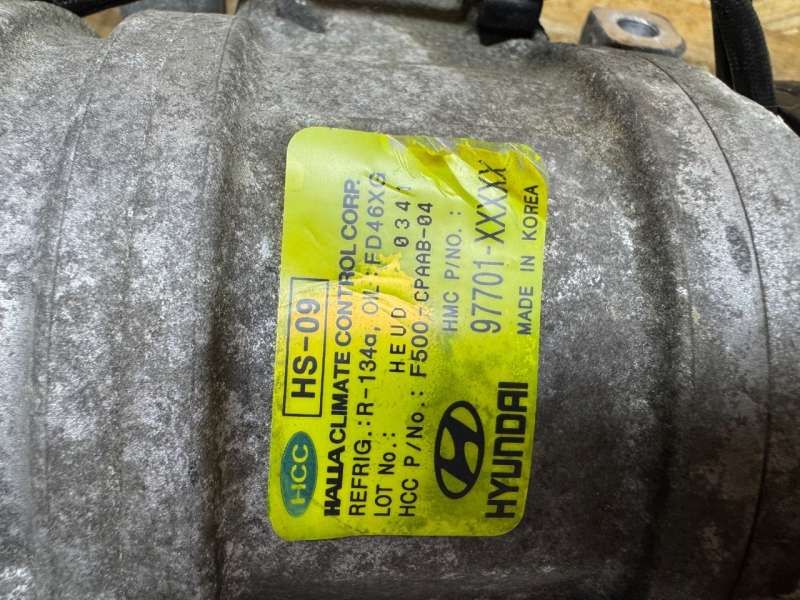 HCC HS-09
HALLA CLIMATE CONTROL CORP.
REFRIG.: R-134a, OIL: FD46XG
LOT No.: HEUD 0341
HCC P/No.: F500-CPAAB-04
HYUNDAI
HMC P/NO.:
97701-XXXXX
MADE IN KOREA